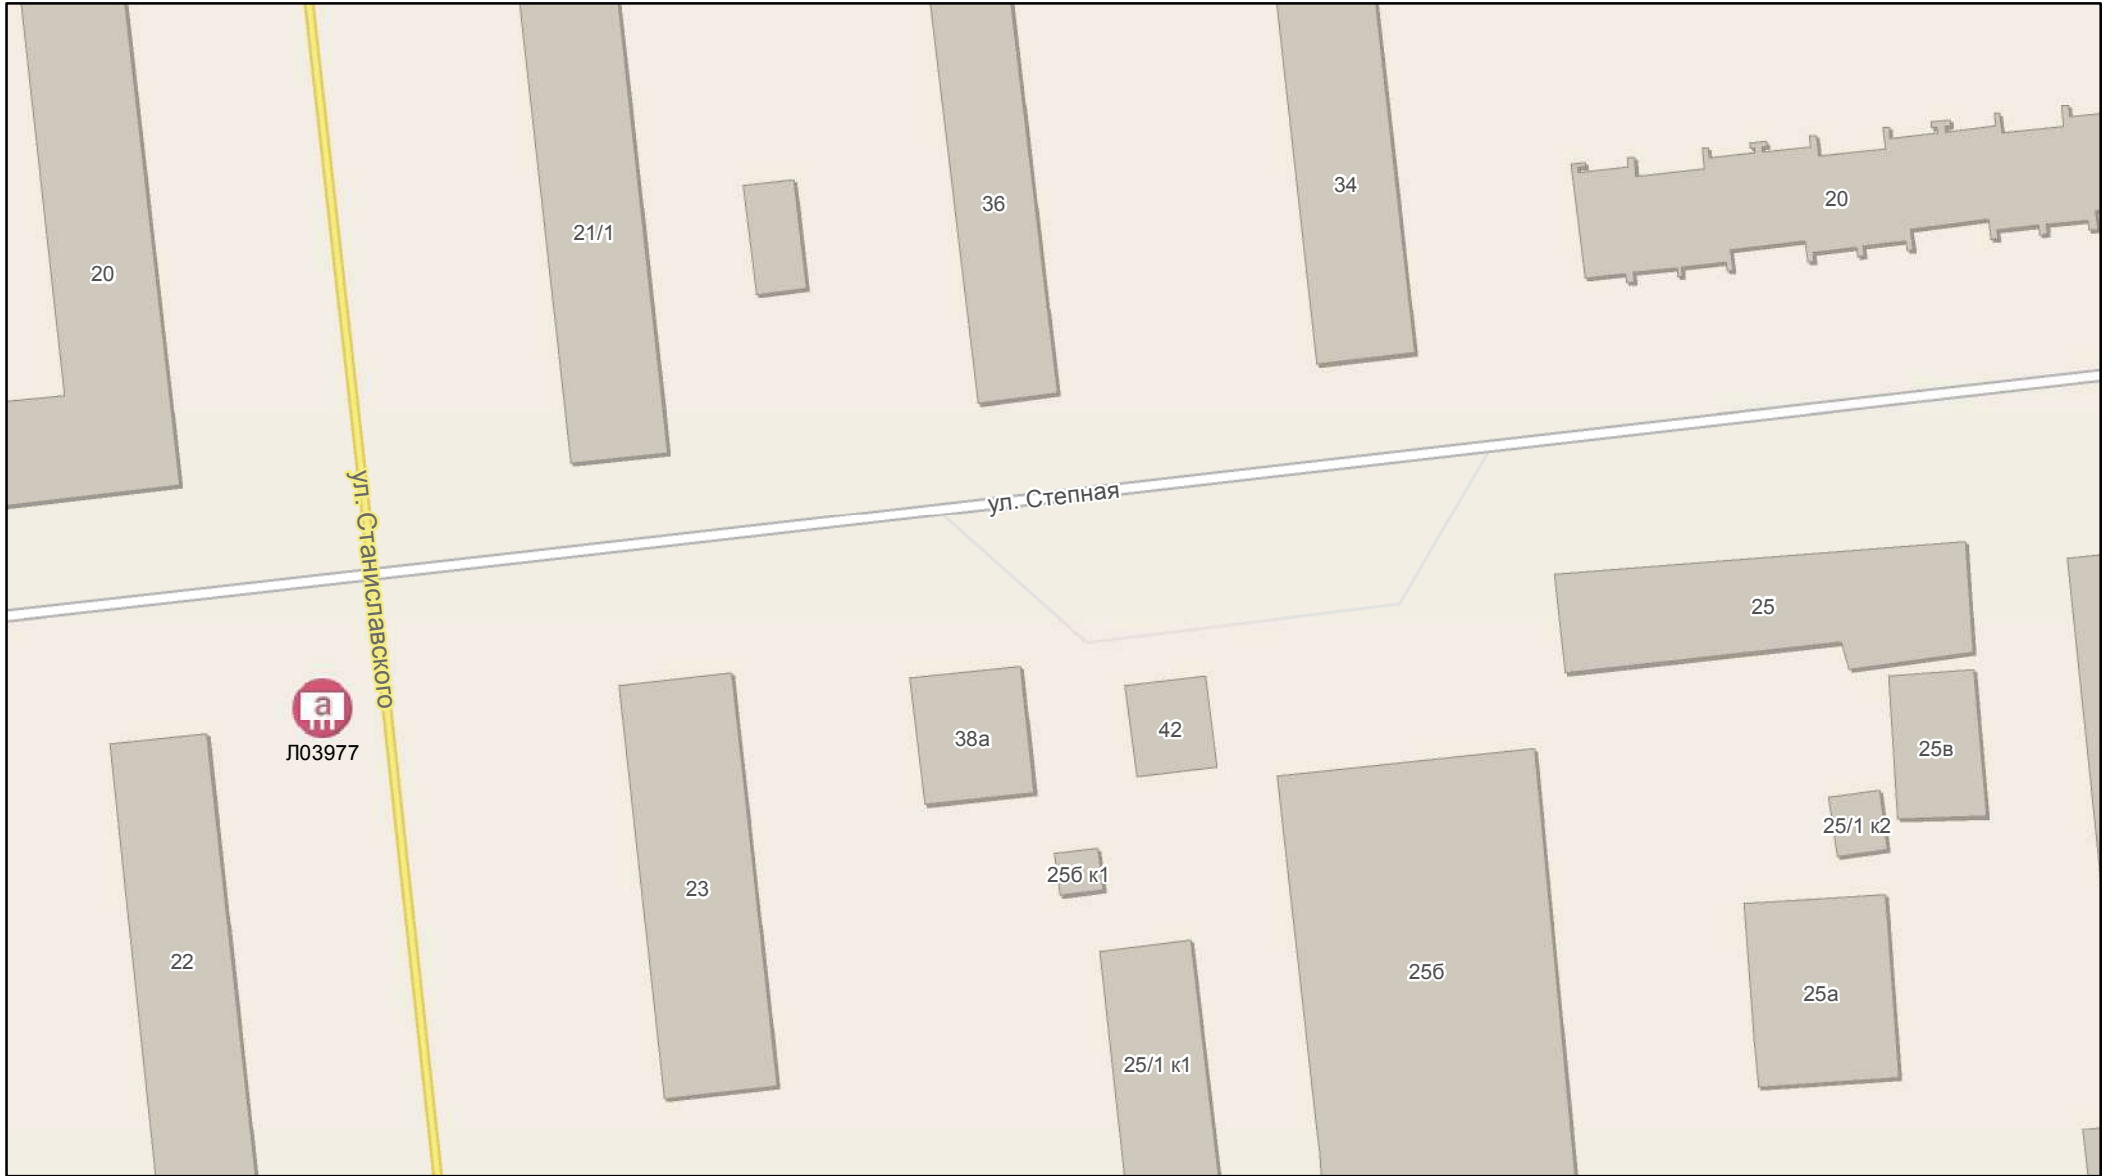 34
20
36
21/1
20
ул. Степная
ул. Станиславского
25
а
Л03977
42
38а
25в
25/1 к2
25б к1
23
22
25б
25а
25/1 к1